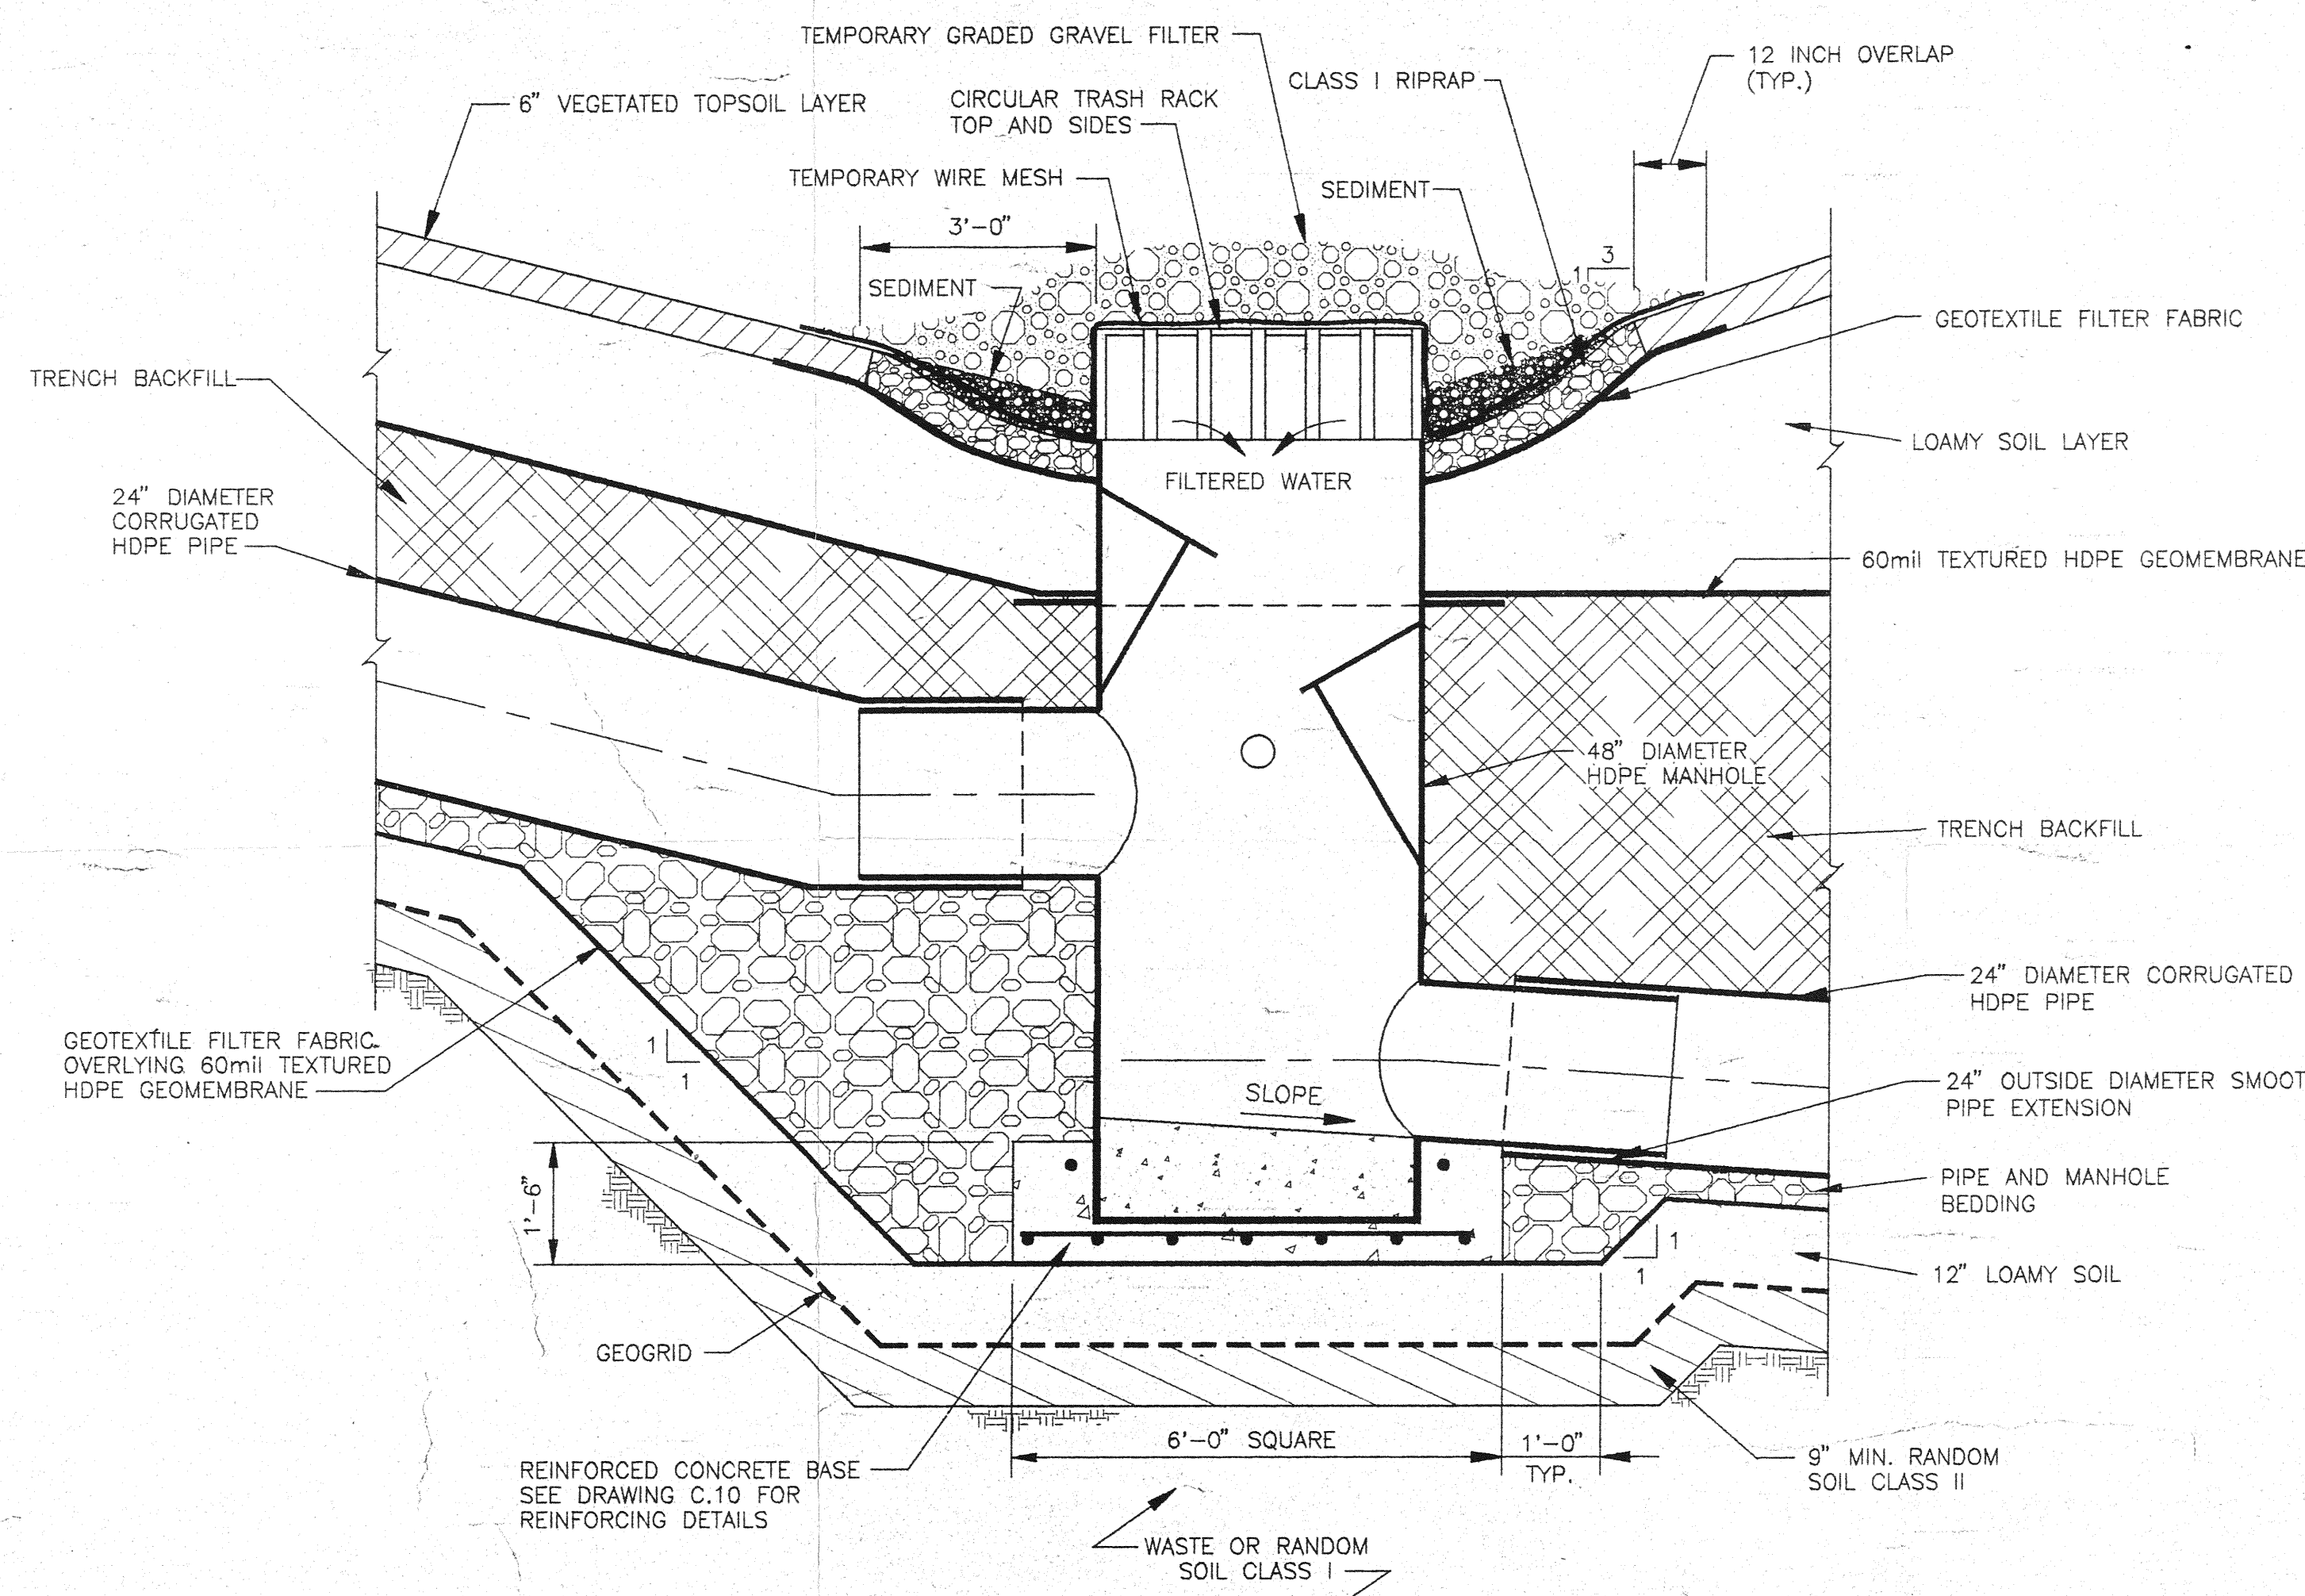 TEMPORARY GRADED GRAVEL FILTER
12 INCH OVERLAP
(TYP.)
CLASS I RIPRAP
6" VEGETATED TOPSOIL LAYER
CIRCULAR TRASH RACK
TOP AND SIDES
TEMPORARY WIRE MESH
SEDIMENT
3'-0"
3
1
SEDIMENT
GEOTEXTILE FILTER FABRIC
TRENCH BACKFILL
LOAMY SOIL LAYER
FILTERED WATER
24" DIAMETER
CORRUGATED
HDPE PIPE
60mil TEXTURED HDPE GEOMEMBRANE
48" DIAMETER
HDPE MANHOLE
TRENCH BACKFILL
24" DIAMETER CORRUGATED
HDPE PIPE
GEOTEXTILE FILTER FABRIC
OVERLYING 60mil TEXTURED
HDPE GEOMEMBRANE
1
1
SLOPE
24" OUTSIDE DIAMETER SMOOT
PIPE EXTENSION
1'-6"
PIPE AND MANHOLE
BEDDING
1
1
12" LOAMY SOIL
GEOGRID
6'-0" SQUARE
1'-0"
TYP.
9" MIN. RANDOM
SOIL CLASS II
REINFORCED CONCRETE BASE
SEE DRAWING C.10 FOR
REINFORCING DETAILS
WASTE OR RANDOM
SOIL CLASS I